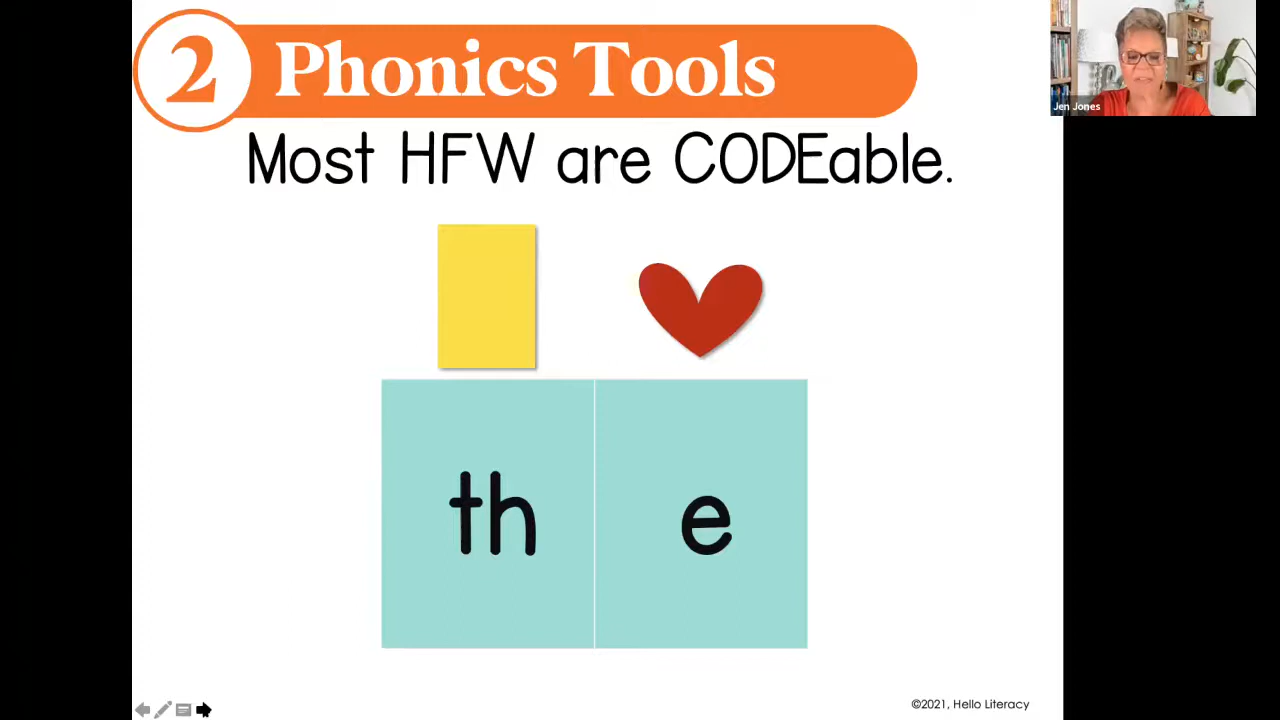 2 Phonics Tools
Jen Jones
Most HFW are CODEable.
th e
©2021, Hello Literacy